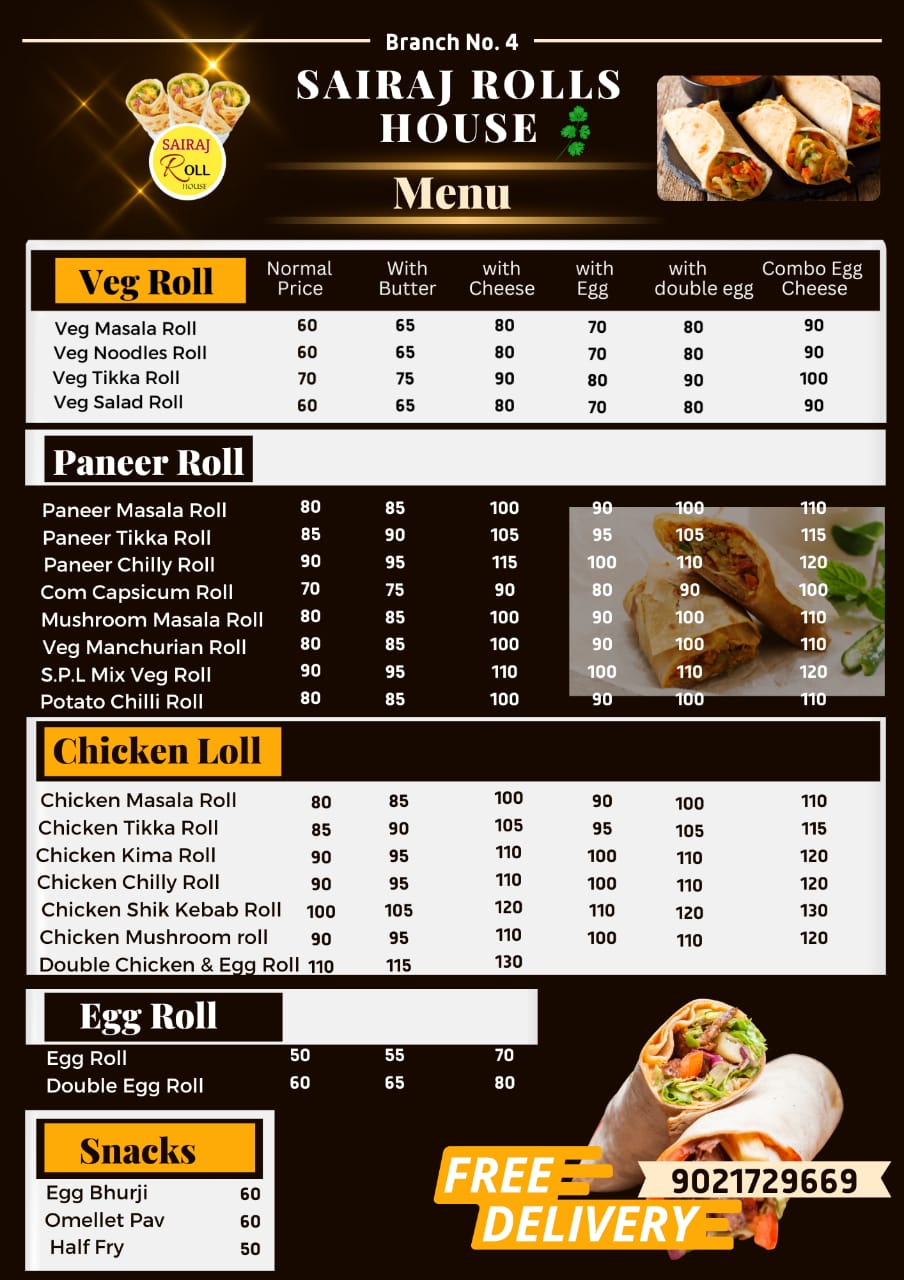 Branch No. 4
SAIRAJ ROLLS
HOUSE
SAIRAJ
ROLL
HOUSE
Menu
Veg Roll Normal Price With Butter with Cheese with Egg with double egg Combo Egg Cheese
Veg Masala Roll 60 65 80 70 80 90
Veg Noodles Roll 60 65 80 70 80 90
Veg Tikka Roll 70 75 90 80 90 100
Veg Salad Roll 60 65 80 70 80 90
Paneer Roll
Paneer Masala Roll 80 85 100 90 100 110
Paneer Tikka Roll 85 90 105 95 105 115
Paneer Chilly Roll 90 95 115 100 110 120
Com Capsicum Roll 70 75 90 80 90 100
Mushroom Masala Roll 80 85 100 90 100 110
Veg Manchurian Roll 80 85 100 90 100 110
S.P.L Mix Veg Roll 90 95 110 100 110 120
Potato Chilli Roll 80 85 100 90 100 110
Chicken Loll
Chicken Masala Roll 80 85 100 90 100 110
Chicken Tikka Roll 85 90 105 95 105 115
Chicken Kima Roll 90 95 110 100 110 120
Chicken Chilly Roll 90 95 110 100 110 120
Chicken Shik Kebab Roll 100 105 120 110 120 130
Chicken Mushroom roll 90 95 110 100 110 120
Double Chicken & Egg Roll 110 115 130
Egg Roll
Egg Roll 50 55 70
Double Egg Roll 60 65 80
Snacks
Egg Bhurji 60
Omellet Pav 60
Half Fry 50
FREE
DELIVERY
9021729669